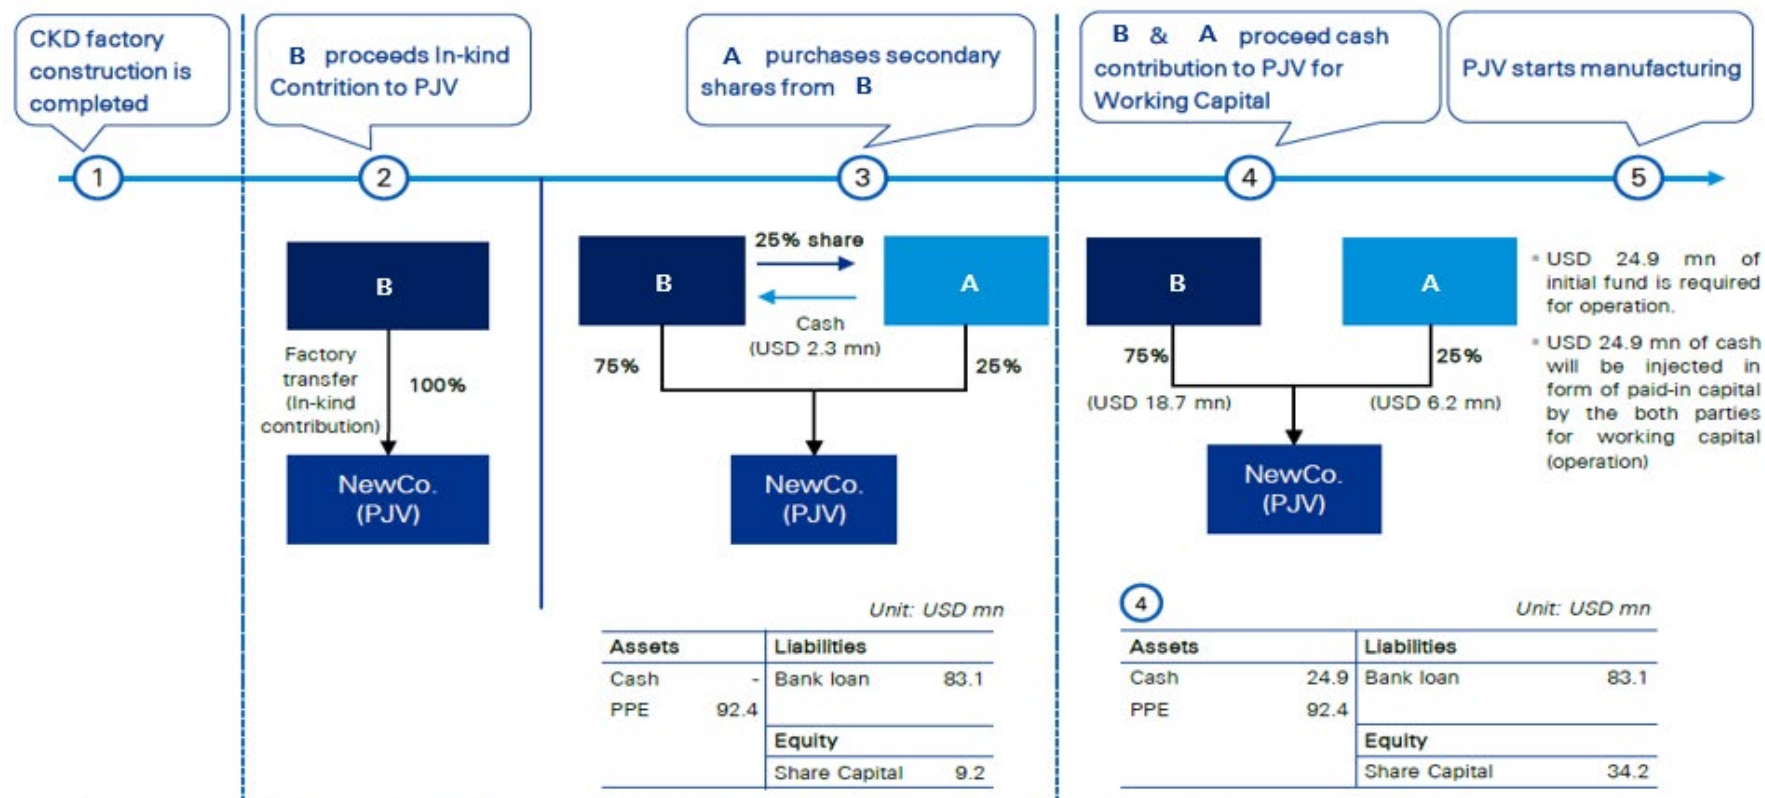 CKD factory
construction is
completed
B proceeds In-kind
Contrition to PJV
A purchases secondary
shares from B
B & A proceed cash
contribution to PJV for
Working Capital
PJV starts manufacturing
1
2
3
4
5
B
Factory
transfer
(In-kind
contribution)
100%
NewCo.
(PJV)
B
25% share
Cash
(USD 2.3 mn)
A
75%
25%
NewCo.
(PJV)
B
A
75%
(USD 18.7 mn)
25%
(USD 6.2 mn)
NewCo.
(PJV)
• USD 24.9 mn of
initial fund is required
for operation.
• USD 24.9 mn of cash
will be injected in
form of paid-in capital
by the both parties
for working capital
(operation)
Unit: USD mn
Assets Liabilities
Cash - Bank loan 83.1
PPE 92.4
Equity
Share Capital 9.2
4
Unit: USD mn
Assets Liabilities
Cash 24.9 Bank loan 83.1
PPE 92.4
Equity
Share Capital 34.2